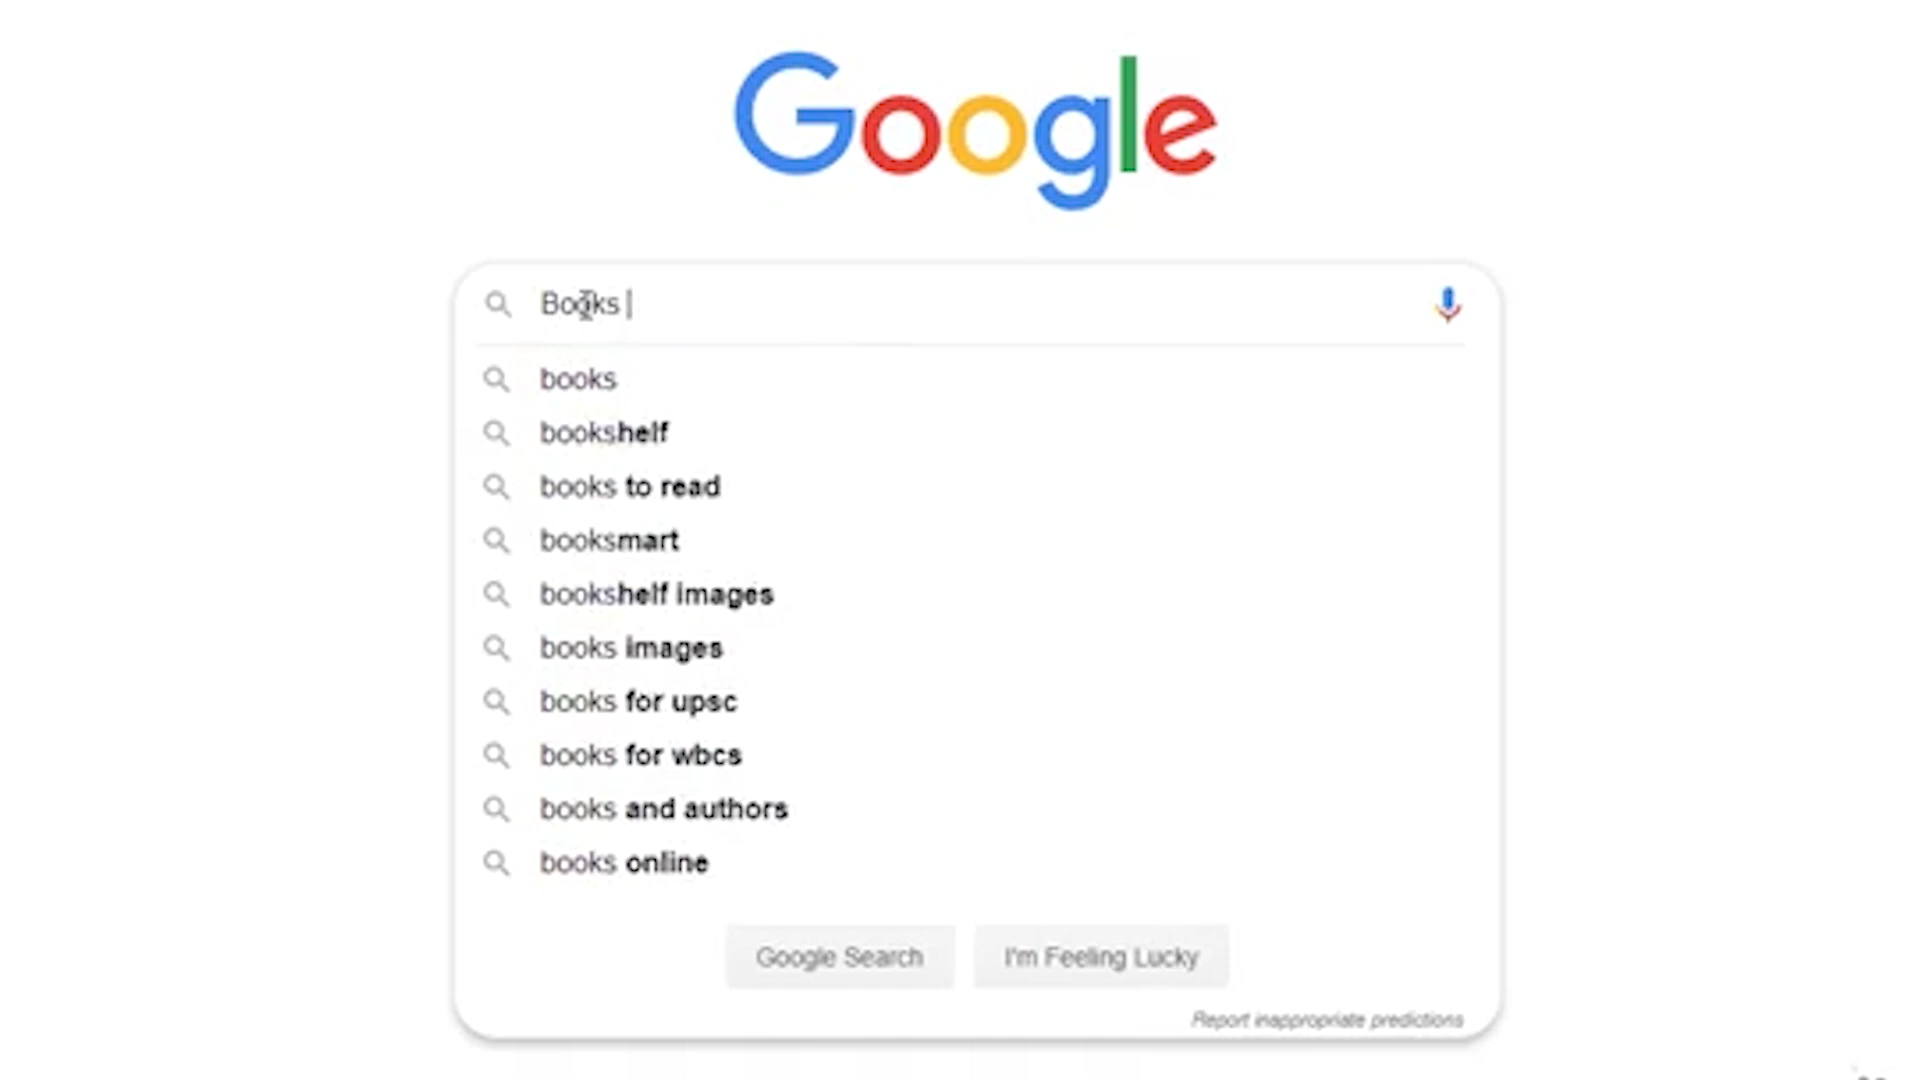 Google
Books
books
bookshelf
books to read
booksmart
bookshelf images
books images
books for upsc
books for wbcs
books and authors
books online
Google Search
I'm Feeling Lucky
Report inappropriate predictions